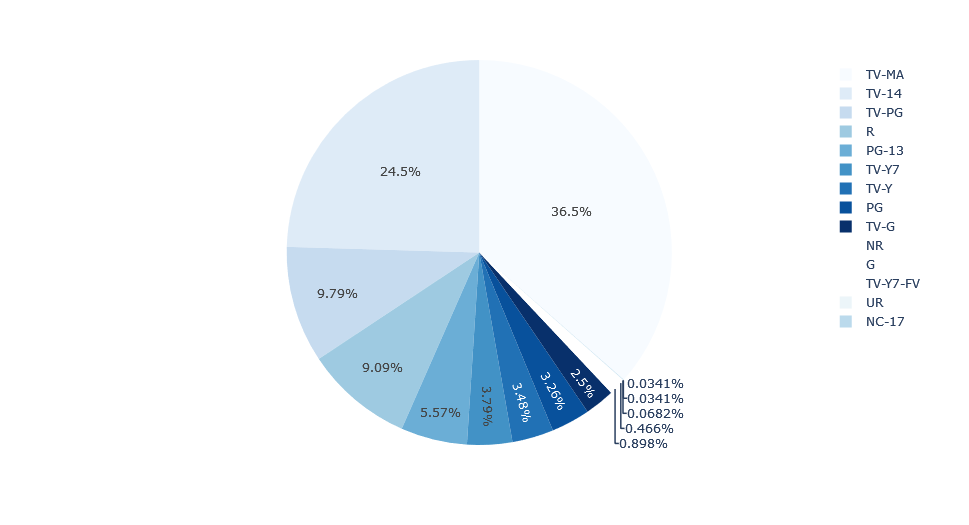 TV-MA
TV-14
TV-PG
R
PG-13
TV-Y7
TV-Y
PG
TV-G
NR
G
TV-Y7-FV
UR
NC-17
36.5%
24.5%
9.79%
9.09%
5.57%
3.79%
3.48%
3.26%
2.5%
0.0341%
0.0341%
0.0682%
0.466%
0.898%